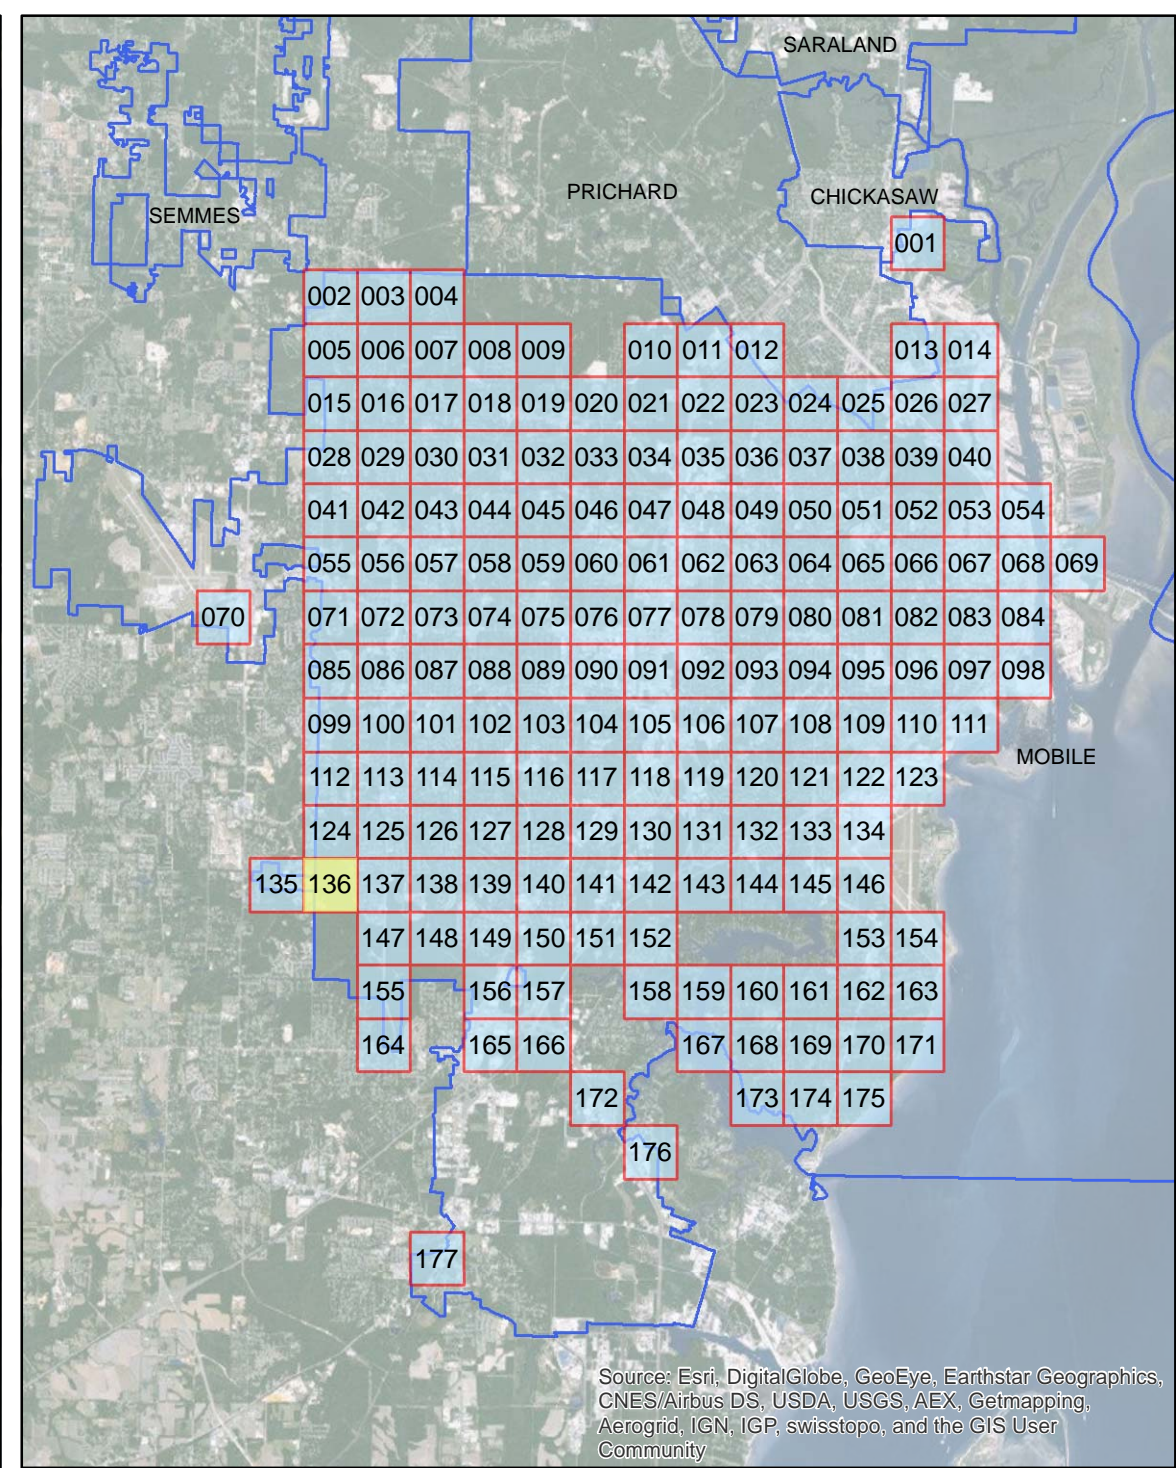 SARALAND
PRICHARD
CHICKASAW
SEMMES
001
002 003 004
005 006 007 008 009 010 011 012 013 014
015 016 017 018 019 020 021 022 023 024 025 026 027
028 029 030 031 032 033 034 035 036 037 038 039 040
041 042 043 044 045 046 047 048 049 050 051 052 053 054
055 056 057 058 059 060 061 062 063 064 065 066 067 068 069
070 071 072 073 074 075 076 077 078 079 080 081 082 083 084
085 086 087 088 089 090 091 092 093 094 095 096 097 098
099 100 101 102 103 104 105 106 107 108 109 110 111
MOBILE
112 113 114 115 116 117 118 119 120 121 122 123
124 125 126 127 128 129 130 131 132 133 134
135 136 137 138 139 140 141 142 143 144 145 146
147 148 149 150 151 152 153 154
155 156 157 158 159 160 161 162 163
164 165 166 167 168 169 170 171
172 173 174 175
176
177
Source: Esri, DigitalGlobe, GeoEye, Earthstar Geographics,
CNES/Airbus DS, USDA, USGS, AEX, Getmapping,
Aerogrid, IGN, IGP, swisstopo, and the GIS User
Community